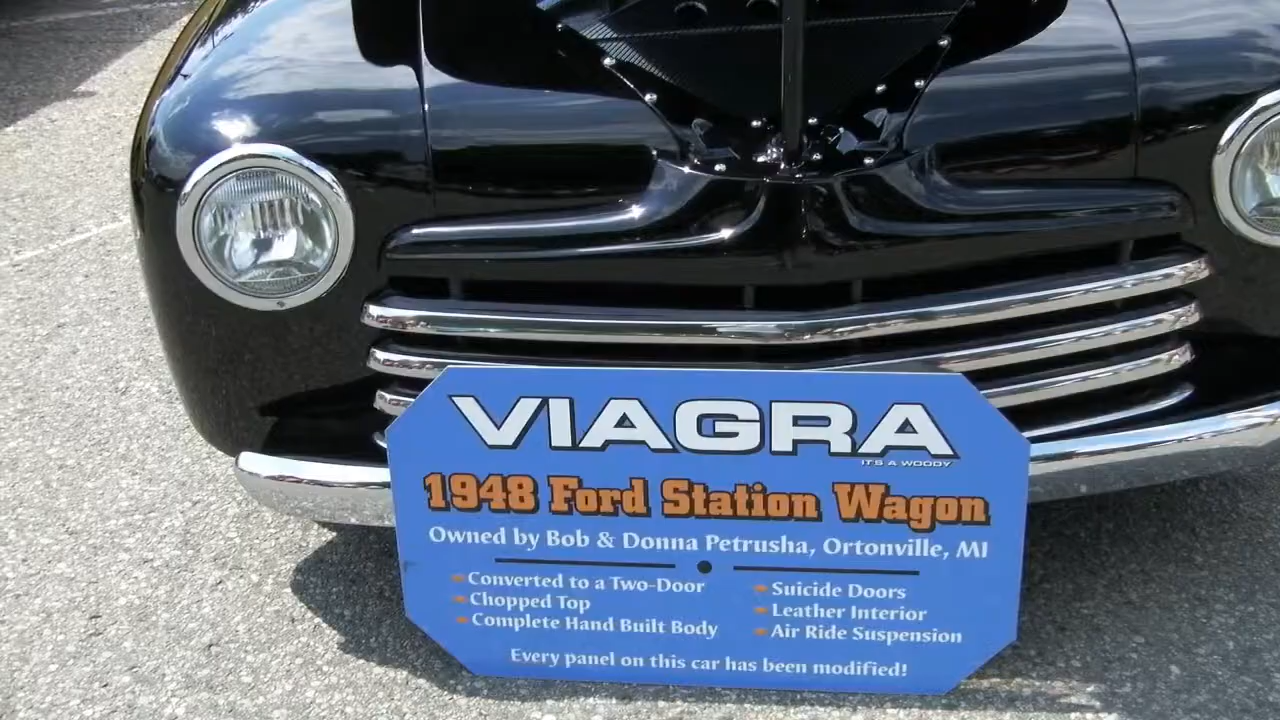 VIAGRA
IT'S A WOODY
1948 Ford Station Wagon
Owned by Bob & Donna Petrusha, Ortonville, MI
Converted to a Two-Door
Chopped Top
Complete Hand Built Body
Suicide Doors
Leather Interior
Air Ride Suspension
Every panel on this car has been modified!